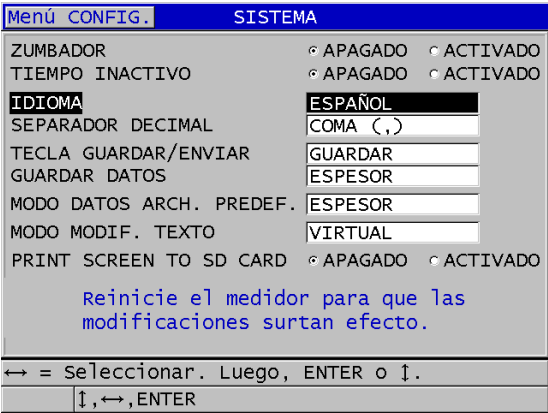 Menú CONFIG. SISTEMA
ZUMBADOR APAGADO ACTIVADO
TIEMPO INACTIVO APAGADO ACTIVADO
IDIOMA ESPAÑOL
SEPARADOR DECIMAL COMA (,)
TECLA GUARDAR/ENVIAR GUARDAR
GUARDAR DATOS ESPESOR
MODO DATOS ARCH. PREDEF. ESPESOR
MODO MODIF. TEXTO VIRTUAL
PRINT SCREEN TO SD CARD APAGADO ACTIVADO
Reinicie el medidor para que las
modificaciones surtan efecto.
↔ = Seleccionar. Luego, ENTER o ↕.
↕,↔,ENTER